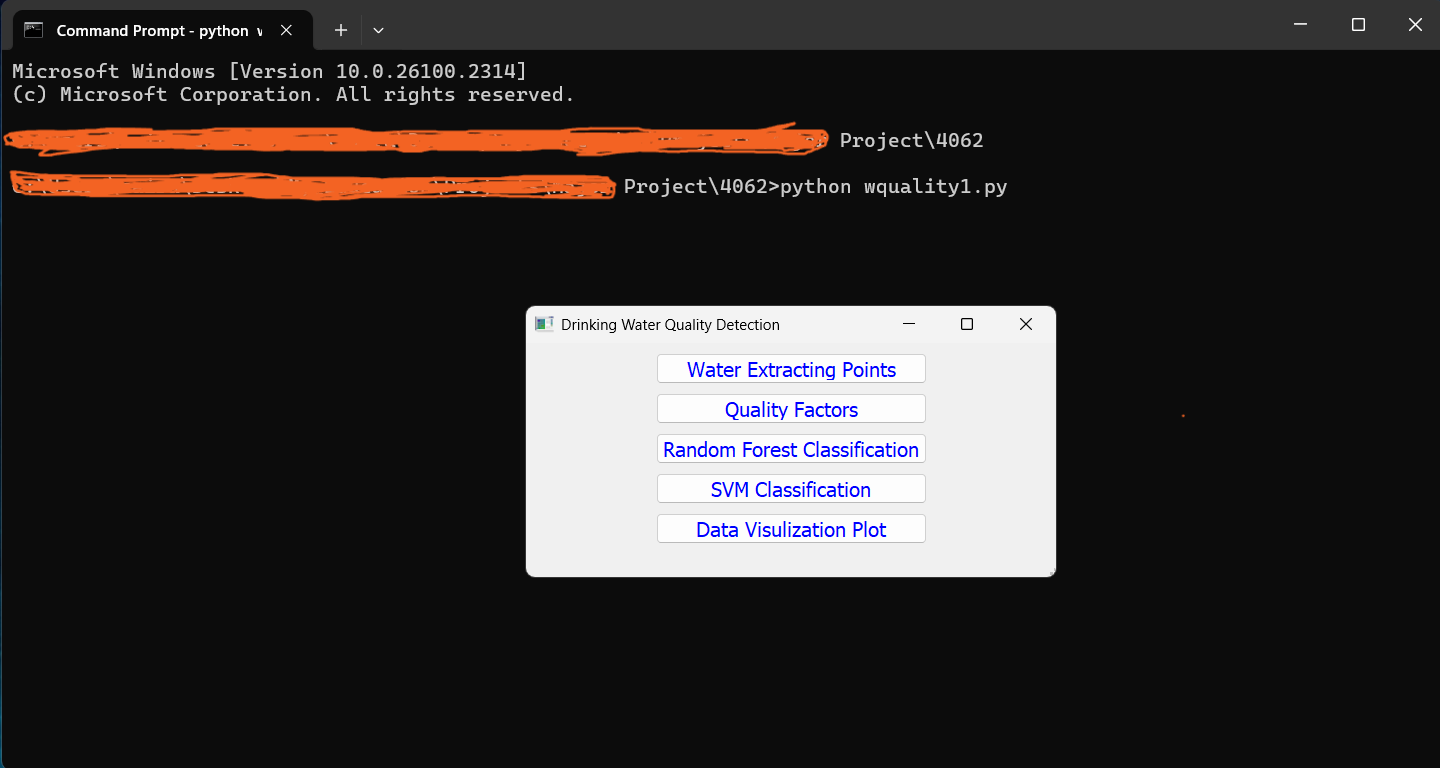 Command Prompt - python
Microsoft Windows [Version 10.0.26100.2314]
(c) Microsoft Corporation. All rights reserved.
Project\4062
Project\4062>python wquality1.py
Drinking Water Quality Detection
Water Extracting Points
Quality Factors
Random Forest Classification
SVM Classification
Data Visulization Plot